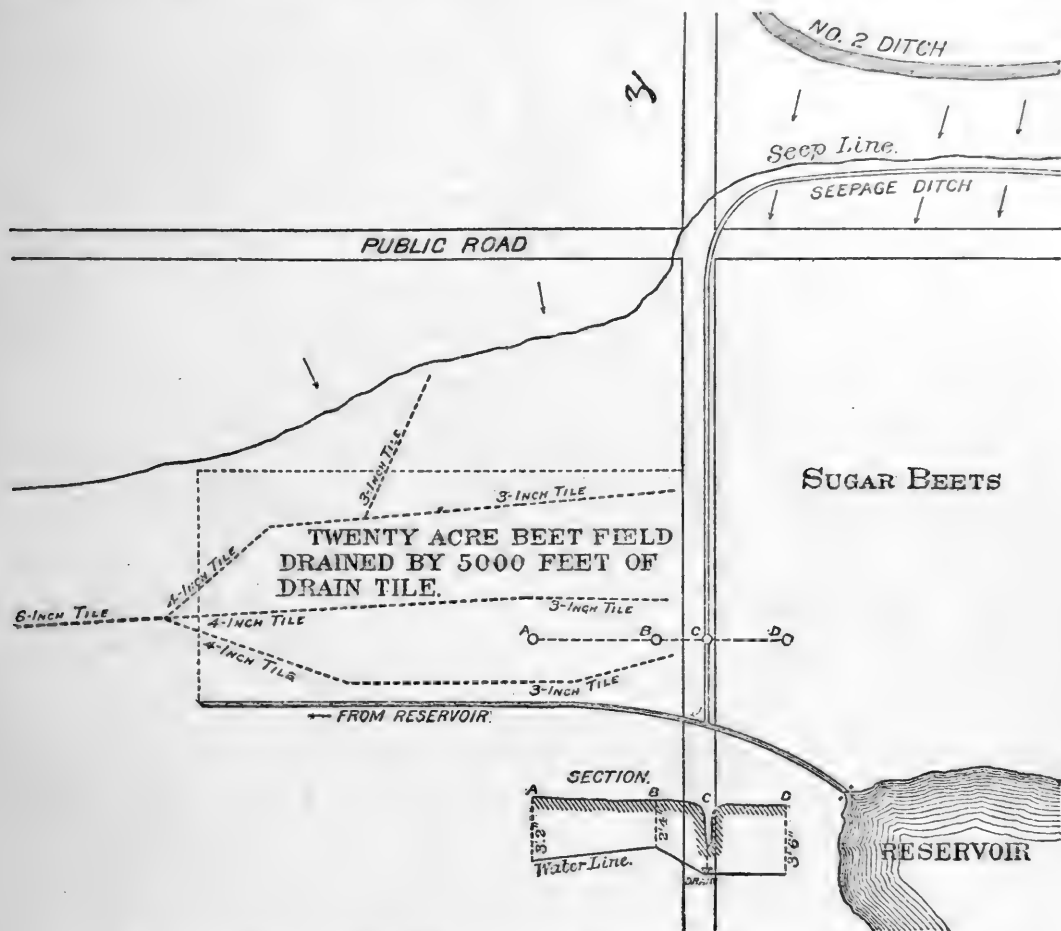 NO. 2 DITCH
Seep Line.
SEEPAGE DITCH
PUBLIC ROAD
3-INCH TILE
SUGAR BEETS
3-INCH TILE
TWENTY ACRE BEET FIELD
DRAINED BY 5000 FEET OF
DRAIN TILE.
4-INCH TILE
6-INCH TILE
4-INCH TILE
3-INCH TILE
A B C D
4-INCH TILE
3-INCH TILE
FROM RESERVOIR.
SECTION.
A B C D
3'2"
2'4"
3'6"
Water Line.
DRAIN
RESERVOIR